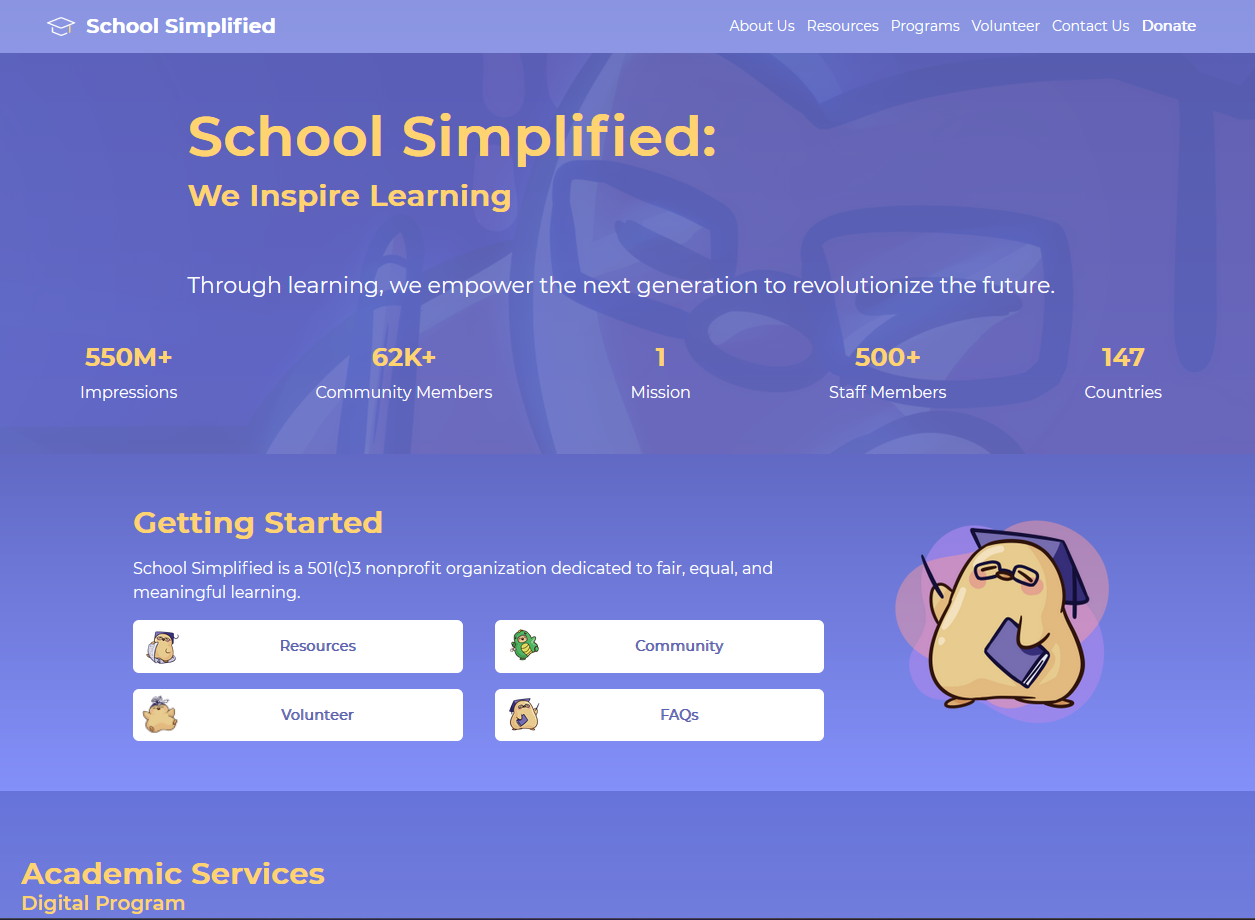 School Simplified
About Us Resources Programs Volunteer Contact Us Donate
School Simplified:
We Inspire Learning
Through learning, we empower the next generation to revolutionize the future.
550M+ 62K+ 1 500+ 147
Impressions Community Members Mission Staff Members Countries
Getting Started
School Simplified is a 501(c)3 nonprofit organization dedicated to fair, equal, and
meaningful learning.
Resources Community
Volunteer FAQs
Academic Services
Digital Program